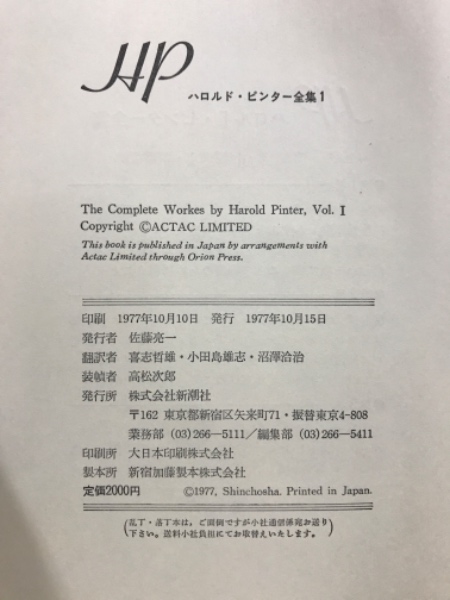 HP
ハロルド・ピンター全集1
The Complete Workes by Harold Pinter, Vol. I
Copyright ©ACTAC LIMITED
This book is published in Japan by arrangements with
Actac Limited through Orion Press.
印刷 1977年10月10日 発行 1977年10月15日
発行者 佐藤亮一
翻訳者 喜志哲雄・小田島雄志・沼澤洽治
装幀者 高松次郎
発行所 株式会社新潮社
〒162 東京都新宿区矢来町71・振替東京4-808
業務部 (03)266—5111／編集部 (03)266—5411
印刷所 大日本印刷株式会社
製本所 新宿加藤製本株式会社
定価2000円 ©1977, Shinchosha. Printed in Japan.
(乱丁・落丁本は、ご面倒ですが小社通信係宛お送り
下さい。送料小社負担にてお取替えいたします。)